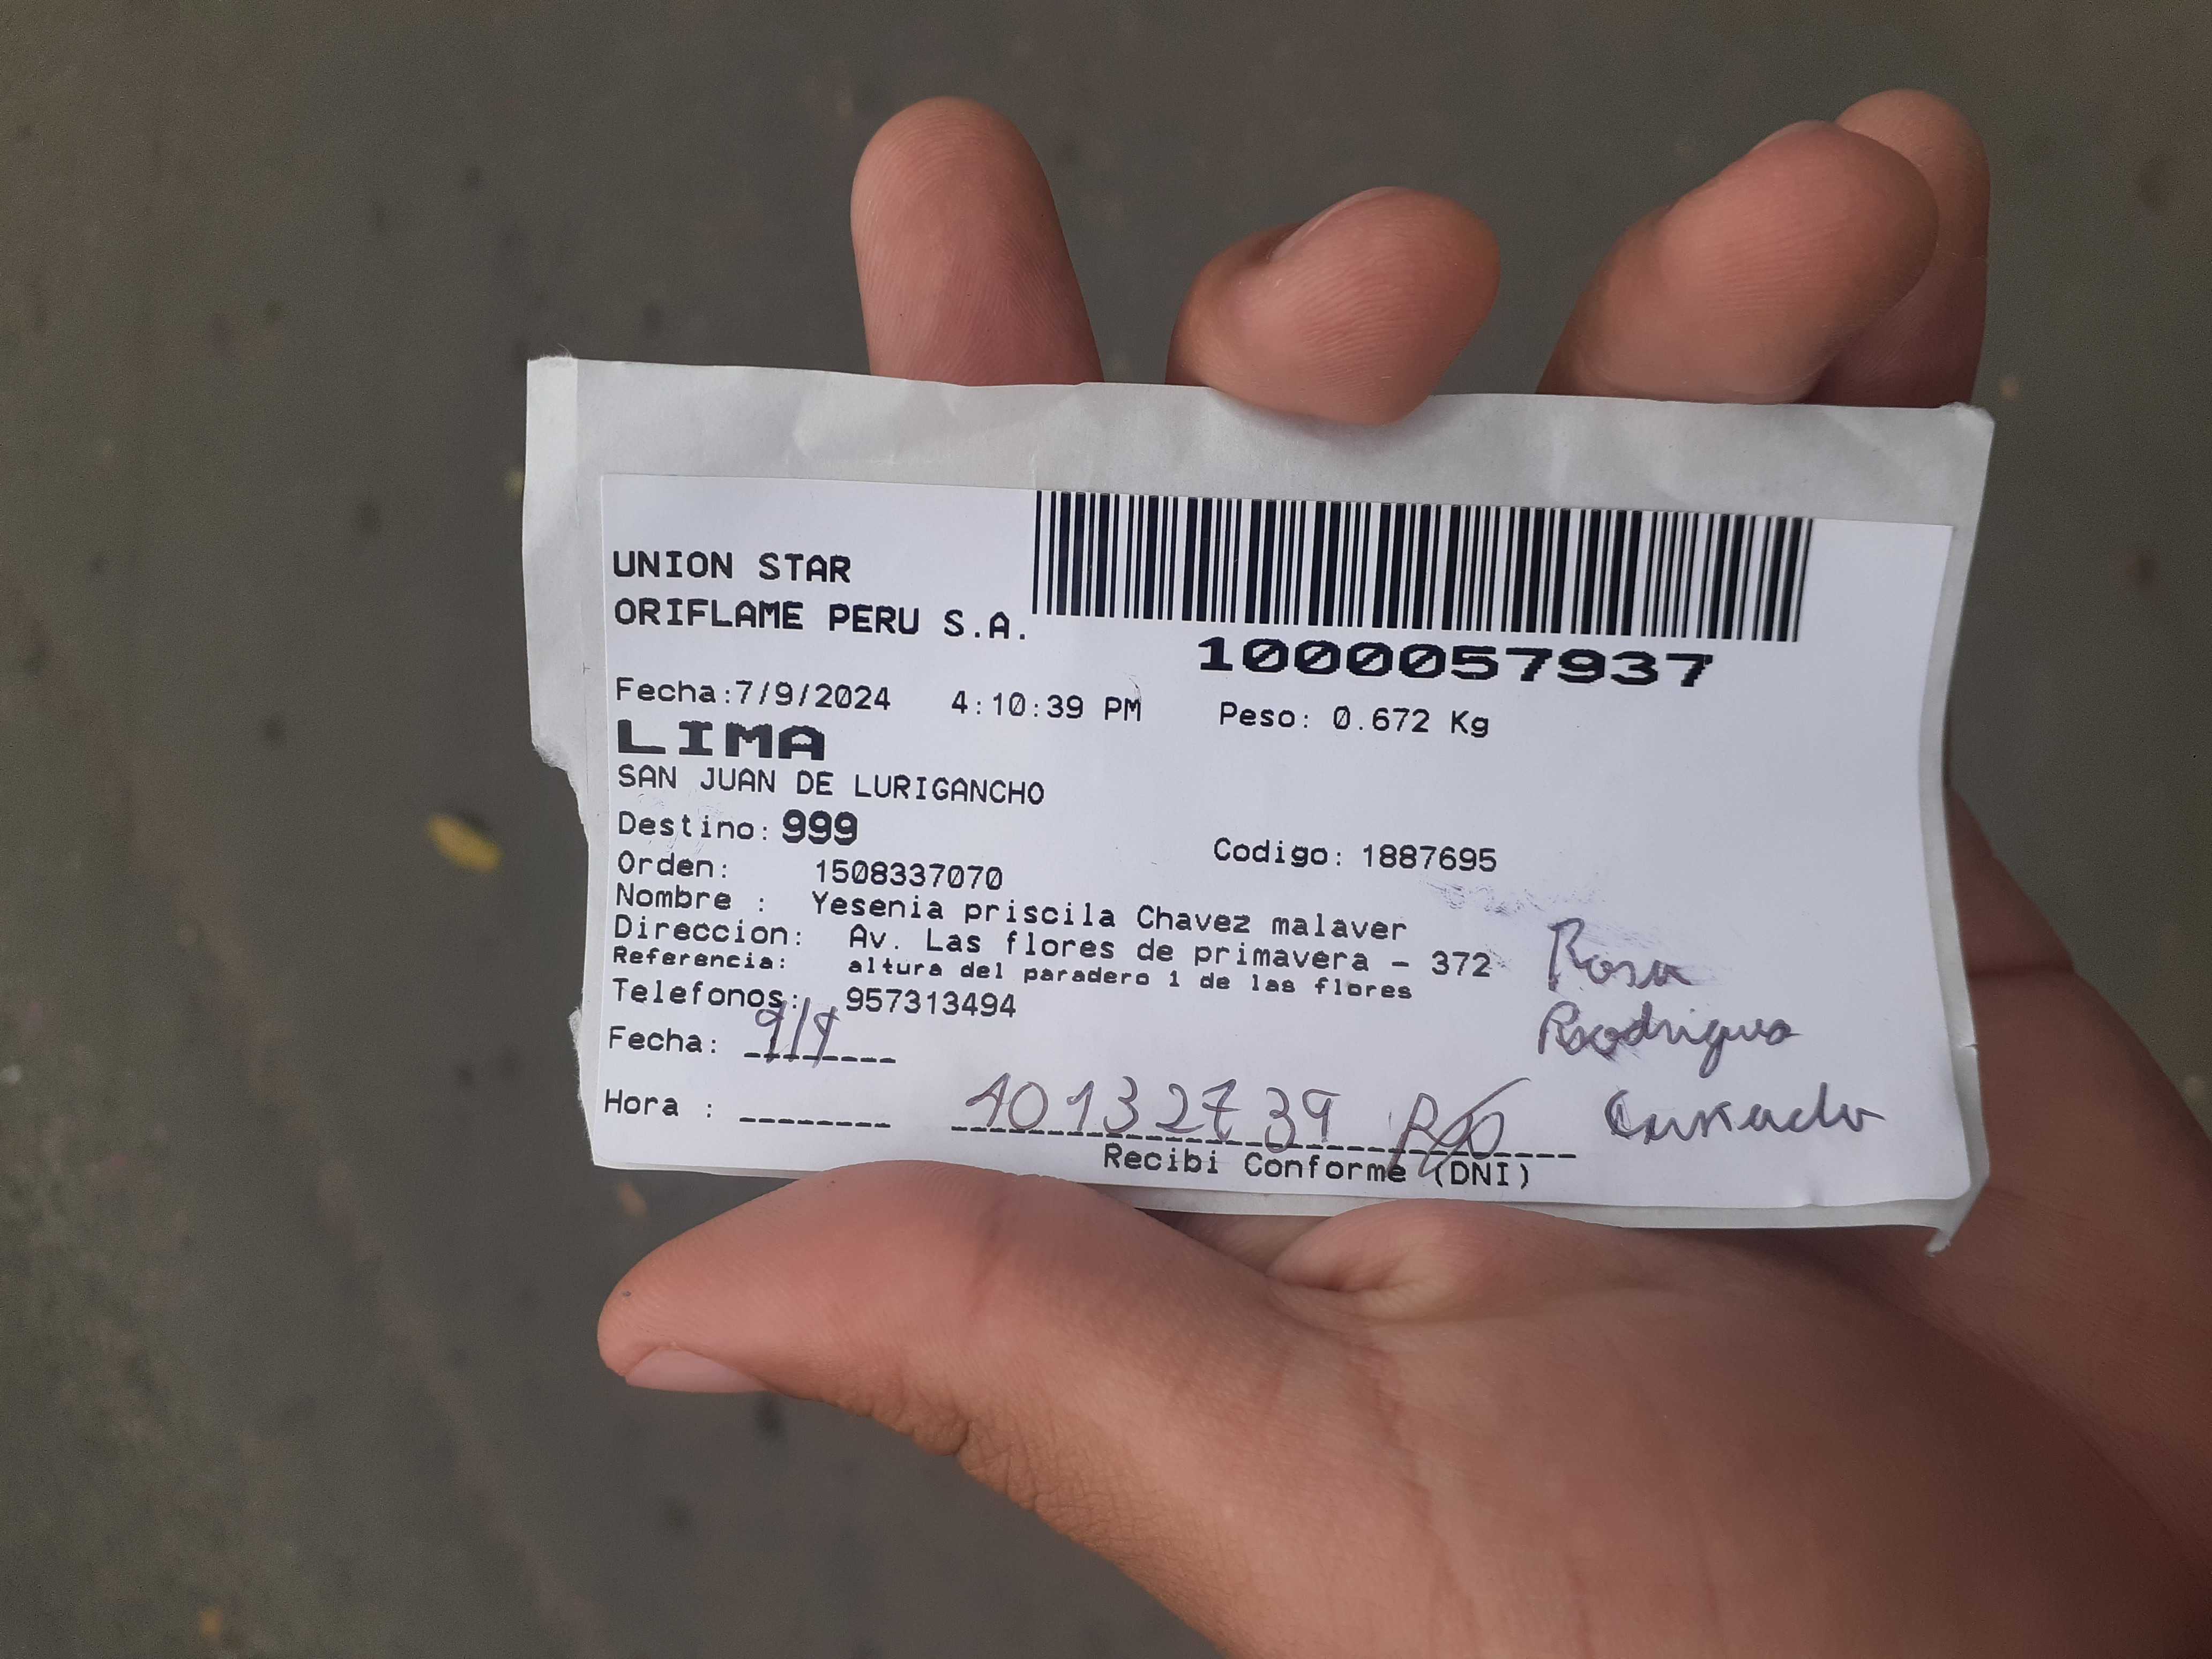 UNION STAR
ORIFLAME PERU S.A.
1000057937
Fecha:7/9/2024 4:10:39 PM Peso: 0.672 Kg
LIMA
SAN JUAN DE LURIGANCHO
Destino: 999
Codigo: 1887695
Orden: 1508337070
Nombre : Yesenia priscila Chavez malaver
Direccion: Av. Las flores de primavera - 372
Referencia: altura del paradero 1 de las flores
Telefonos: 957313494
Rosa
Rodriguez
Fecha: 9/9
Hora : 40132739
Recibi Conforme (DNI)